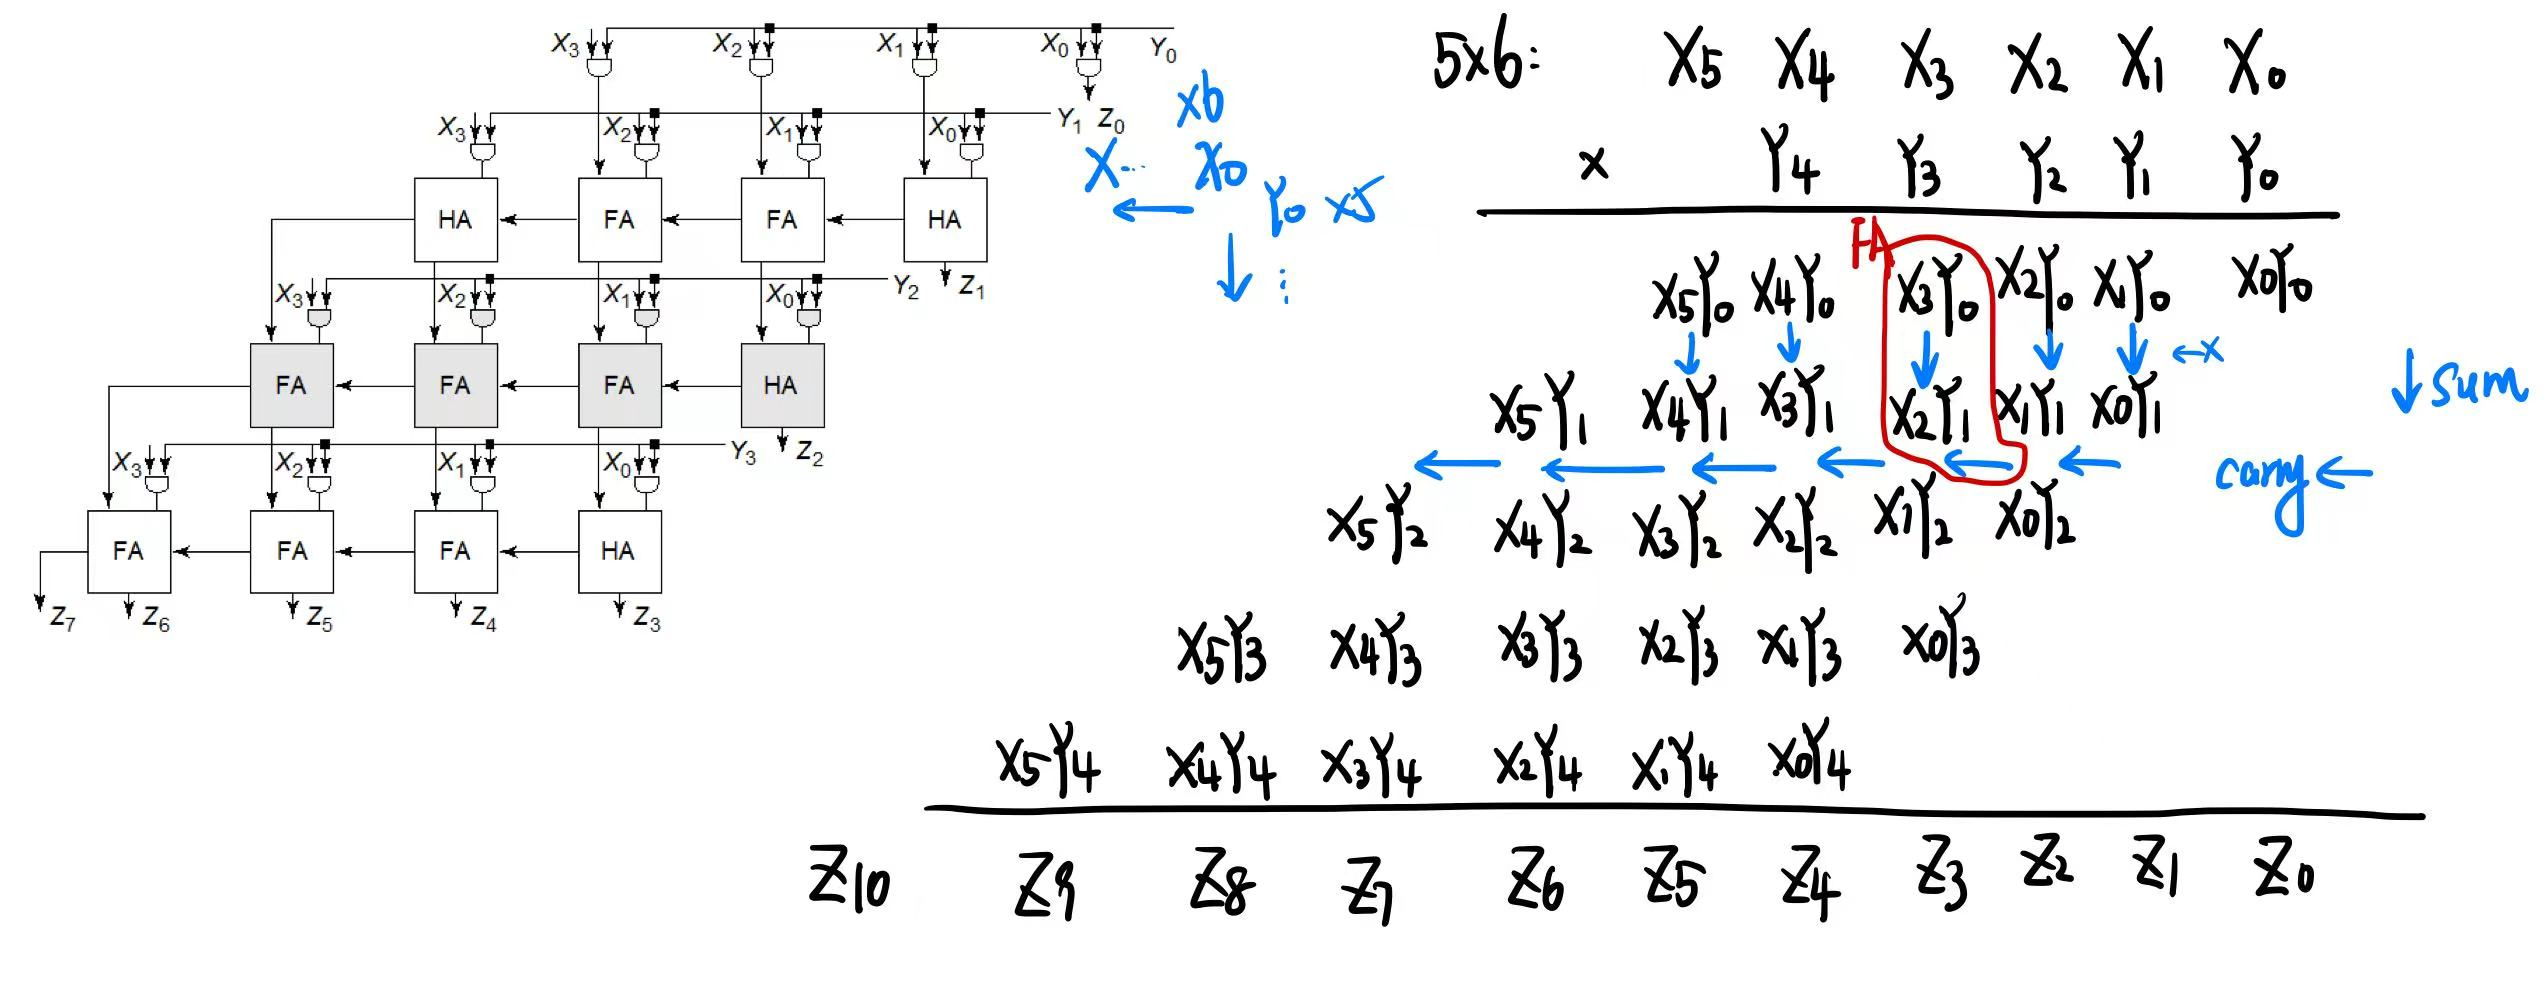 X3 X2 X1 X0 Y0
X3 X2 X1 X0 Y1 Z0
HA FA FA HA
X3 X2 X1 X0 Y2 Z1
FA FA FA HA
X3 X2 X1 X0 Y3 Z2
FA FA FA HA
Z7 Z6 Z5 Z4 Z3
x6
X... X0
Y0 x5
5x6: X5 X4 X3 X2 X1 X0
x Y4 Y3 Y2 Y1 Y0
FA
X5Y0 X4Y0 X3Y0 X2Y0 X1Y0 X0Y0
←x
X5Y1 X4Y1 X3Y1 X2Y1 X1Y1 X0Y1
↓ sum
carry ←
X5Y2 X4Y2 X3Y2 X2Y2 X1Y2 X0Y2
X5Y3 X4Y3 X3Y3 X2Y3 X1Y3 X0Y3
X5Y4 X4Y4 X3Y4 X2Y4 X1Y4 X0Y4
Z10 Z9 Z8 Z7 Z6 Z5 Z4 Z3 Z2 Z1 Z0